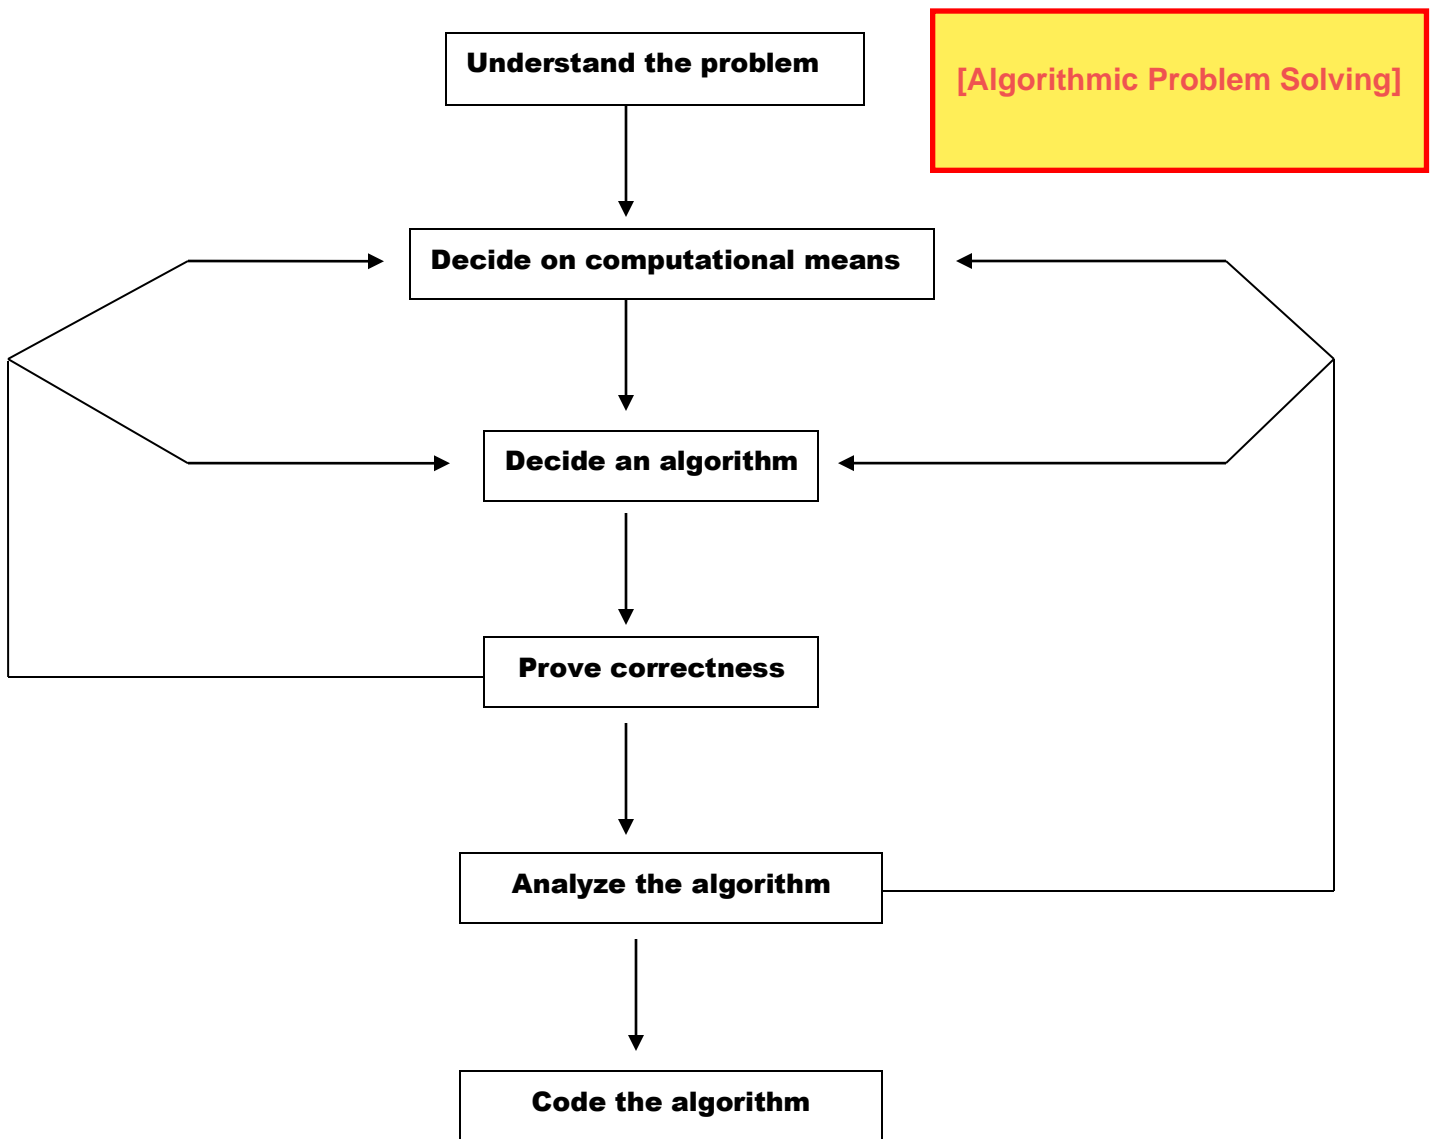 Understand the problem
[Algorithmic Problem Solving]
Decide on computational means
Decide an algorithm
Prove correctness
Analyze the algorithm
Code the algorithm